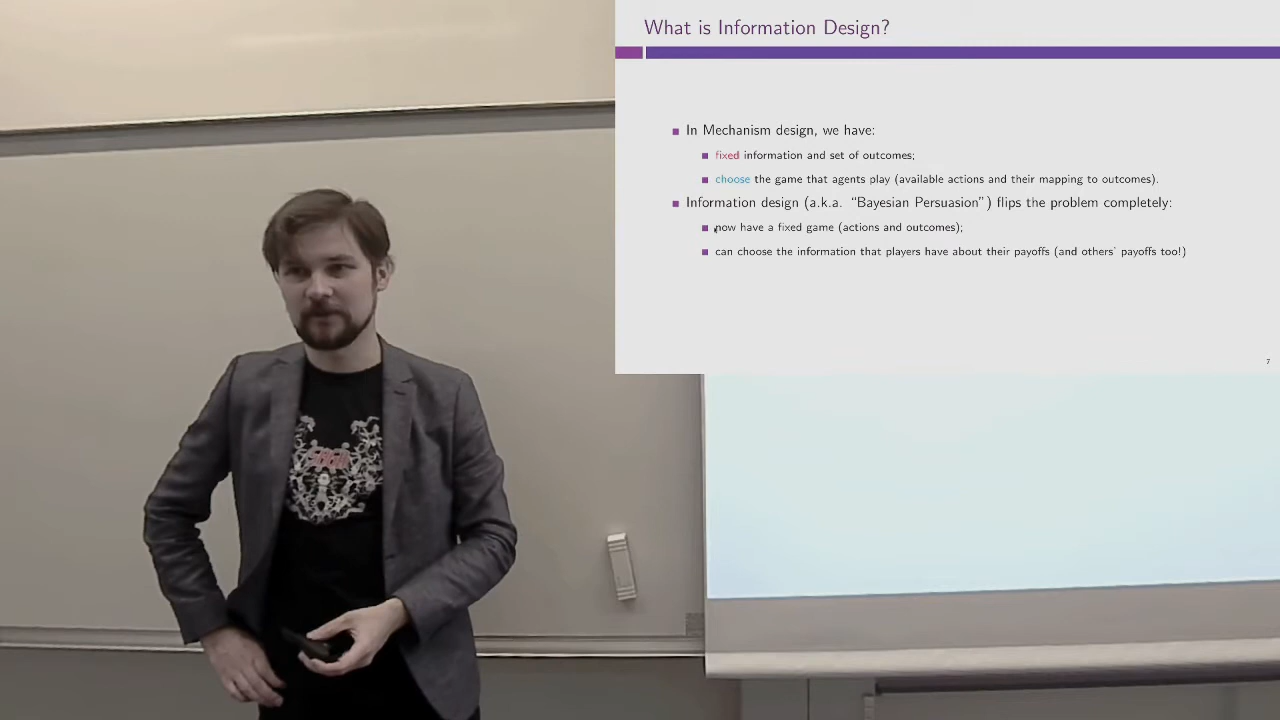 What is Information Design?
In Mechanism design, we have:
fixed information and set of outcomes;
choose the game that agents play (available actions and their mapping to outcomes).
Information design (a.k.a. “Bayesian Persuasion”) flips the problem completely:
now have a fixed game (actions and outcomes);
can choose the information that players have about their payoffs (and others' payoffs too!)
7